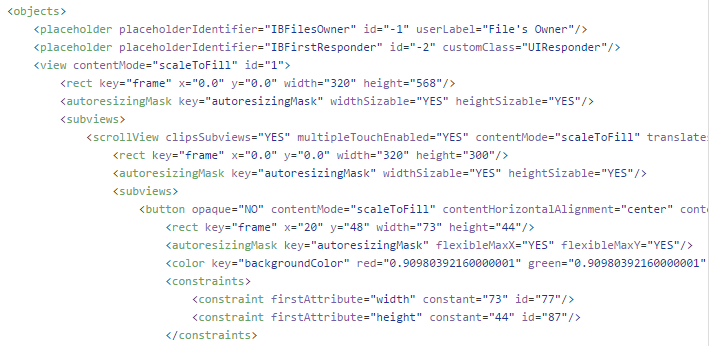 <objects>
<placeholder placeholderIdentifier="IBFilesOwner" id="-1" userLabel="File's Owner"/>
<placeholder placeholderIdentifier="IBFirstResponder" id="-2" customClass="UIResponder"/>
<view contentMode="scaleToFill" id="1">
<rect key="frame" x="0.0" y="0.0" width="320" height="568"/>
<autoresizingMask key="autoresizingMask" widthSizable="YES" heightSizable="YES"/>
<subviews>
<scrollView clipsSubviews="YES" multipleTouchEnabled="YES" contentMode="scaleToFill" translates
<rect key="frame" x="0.0" y="0.0" width="320" height="300"/>
<autoresizingMask key="autoresizingMask" widthSizable="YES" heightSizable="YES"/>
<subviews>
<button opaque="NO" contentMode="scaleToFill" contentHorizontalAlignment="center" conte
<rect key="frame" x="20" y="48" width="73" height="44"/>
<autoresizingMask key="autoresizingMask" flexibleMaxX="YES" flexibleMaxY="YES"/>
<color key="backgroundColor" red="0.90980392160000001" green="0.90980392160000001"
<constraints>
<constraint firstAttribute="width" constant="73" id="77"/>
<constraint firstAttribute="height" constant="44" id="87"/>
</constraints>